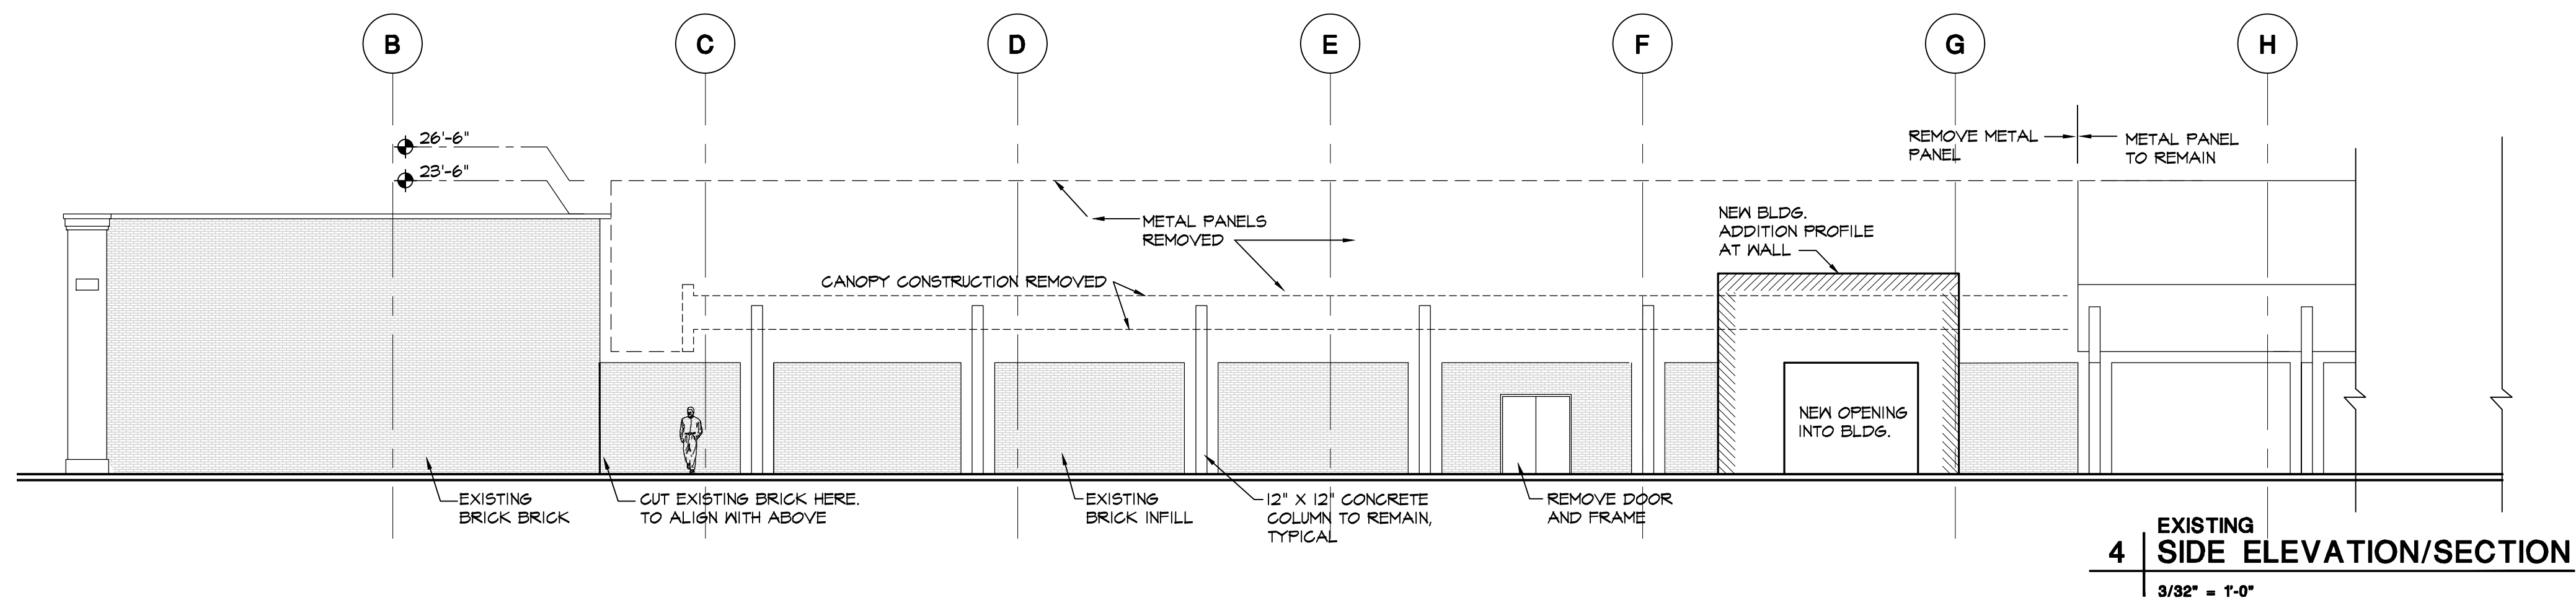 B
C
D
E
F
G
H
26'-6"
23'-6"
REMOVE METAL
PANEL
METAL PANEL
TO REMAIN
METAL PANELS
REMOVED
NEW BLDG.
ADDITION PROFILE
AT WALL
CANOPY CONSTRUCTION REMOVED
NEW OPENING
INTO BLDG.
EXISTING
BRICK BRICK
CUT EXISTING BRICK HERE.
TO ALIGN WITH ABOVE
EXISTING
BRICK INFILL
12" X 12" CONCRETE
COLUMN TO REMAIN,
TYPICAL
REMOVE DOOR
AND FRAME
4
EXISTING
SIDE ELEVATION/SECTION
3/32" = 1'-0"